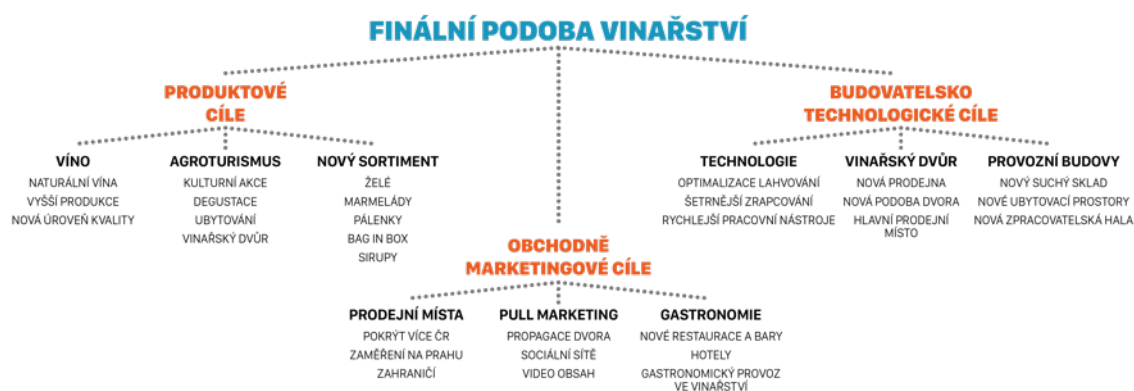 FINÁLNÍ PODOBA VINAŘSTVÍ
PRODUKTOVÉ
CÍLE
VÍNO
NATURÁLNÍ VÍNA
VYŠŠÍ PRODUKCE
NOVÁ ÚROVEŇ KVALITY
AGROTURISMUS
KULTURNÍ AKCE
DEGUSTACE
UBYTOVÁNÍ
VINAŘSKÝ DVŮR
NOVÝ SORTIMENT
ŽELÉ
MARMELÁDY
PÁLENKY
BAG IN BOX
SIRUPY
OBCHODNĚ
MARKETINGOVÉ CÍLE
PRODEJNÍ MÍSTA
POKRÝT VÍCE ČR
ZAMĚŘENÍ NA PRAHU
ZAHRANIČÍ
PULL MARKETING
PROPAGACE DVORA
SOCIÁLNÍ SÍTĚ
VIDEO OBSAH
GASTRONOMIE
NOVÉ RESTAURACE A BARY
HOTELY
GASTRONOMICKÝ PROVOZ
VE VINAŘSTVÍ
BUDOVATELSKO
TECHNOLOGICKÉ CÍLE
TECHNOLOGIE
OPTIMALIZACE LAHVOVÁNÍ
ŠETRNĚJŠÍ ZRAPCOVÁNÍ
RYCHLEJŠÍ PRACOVNÍ NÁSTROJE
VINAŘSKÝ DVŮR
NOVÁ PRODEJNA
NOVÁ PODOBA DVORA
HLAVNÍ PRODEJNÍ
MÍSTO
PROVOZNÍ BUDOVY
NOVÝ SUCHÝ SKLAD
NOVÉ UBYTOVACÍ PROSTORY
NOVÁ ZPRACOVATELSKÁ HALA